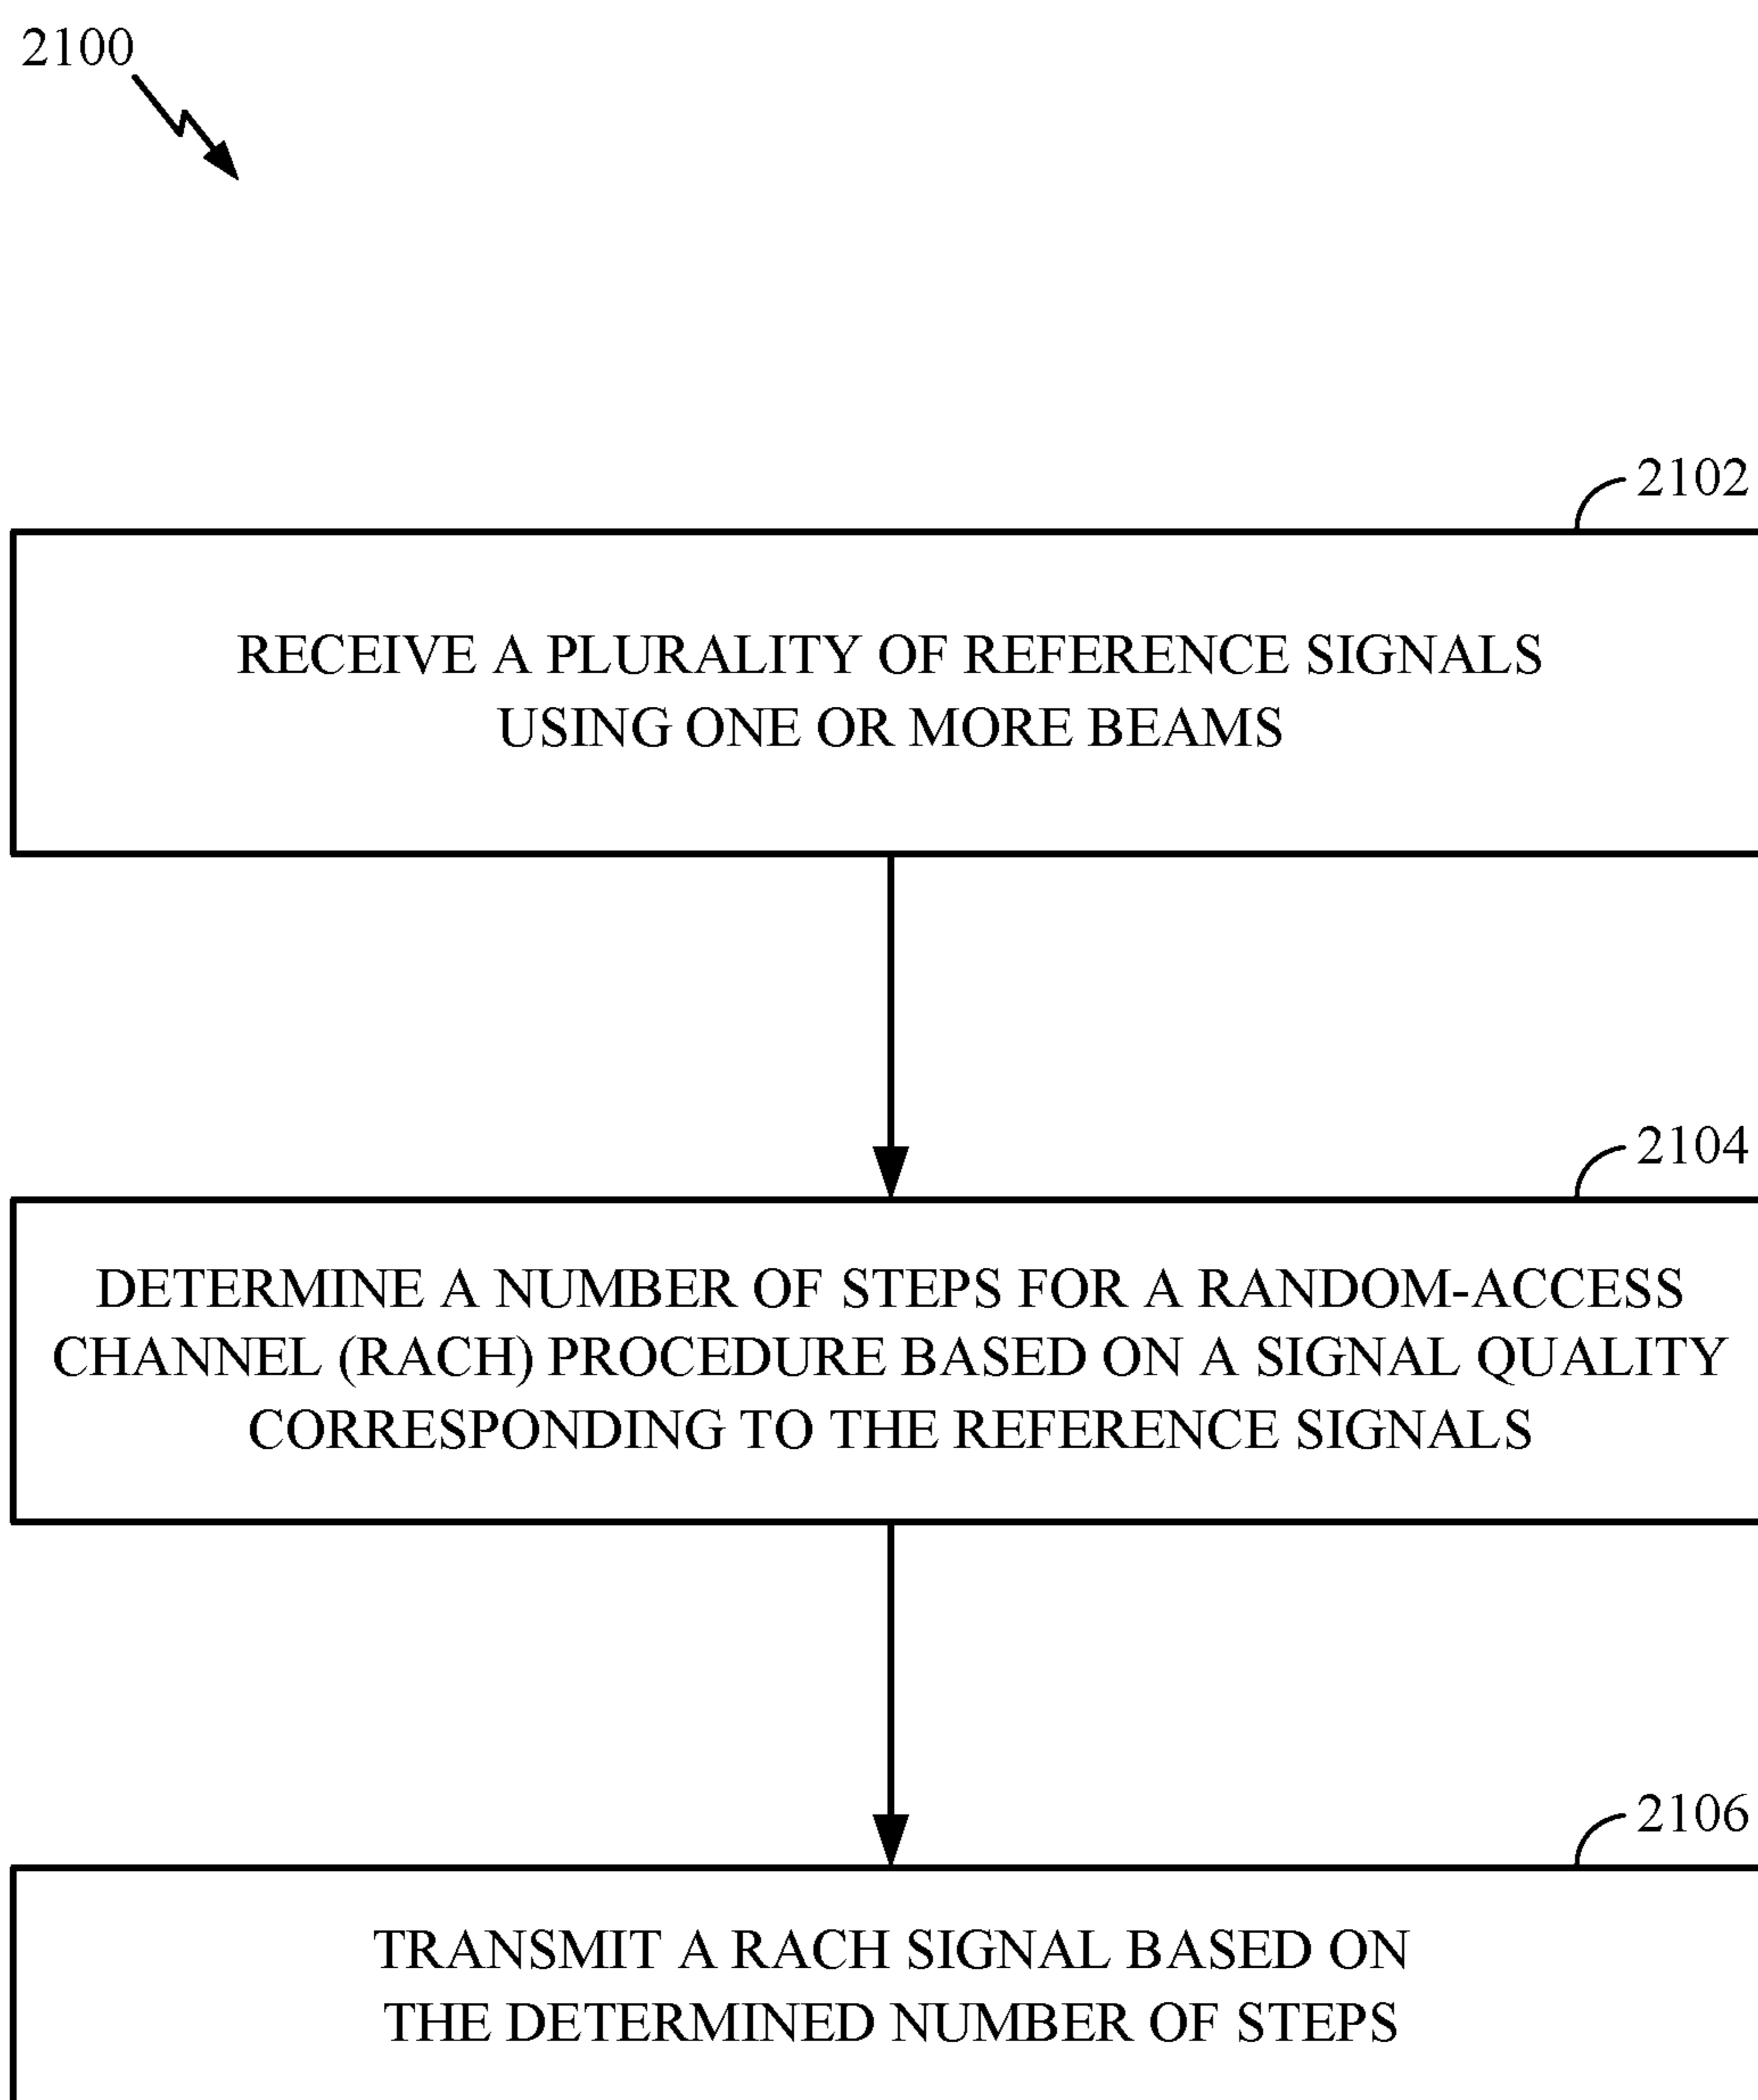 2100
2102
RECEIVE A PLURALITY OF REFERENCE SIGNALS
USING ONE OR MORE BEAMS
2104
DETERMINE A NUMBER OF STEPS FOR A RANDOM-ACCESS
CHANNEL (RACH) PROCEDURE BASED ON A SIGNAL QUALITY
CORRESPONDING TO THE REFERENCE SIGNALS
2106
TRANSMIT A RACH SIGNAL BASED ON
THE DETERMINED NUMBER OF STEPS